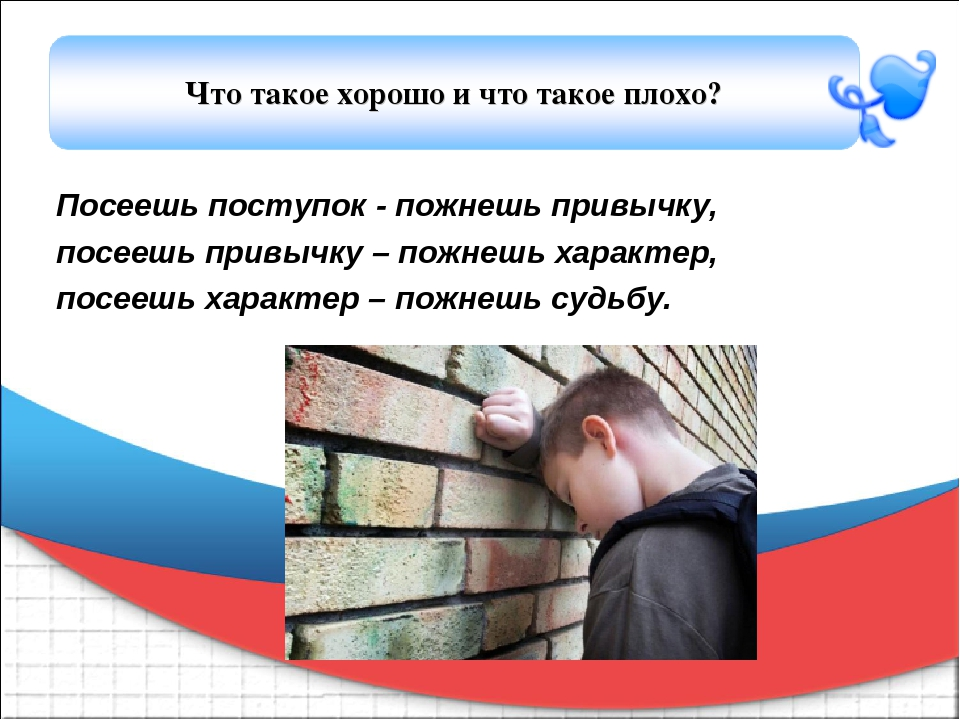 Что такое хорошо и что такое плохо?
Посеешь поступок - пожнешь привычку,
посеешь привычку – пожнешь характер,
посеешь характер – пожнешь судьбу.